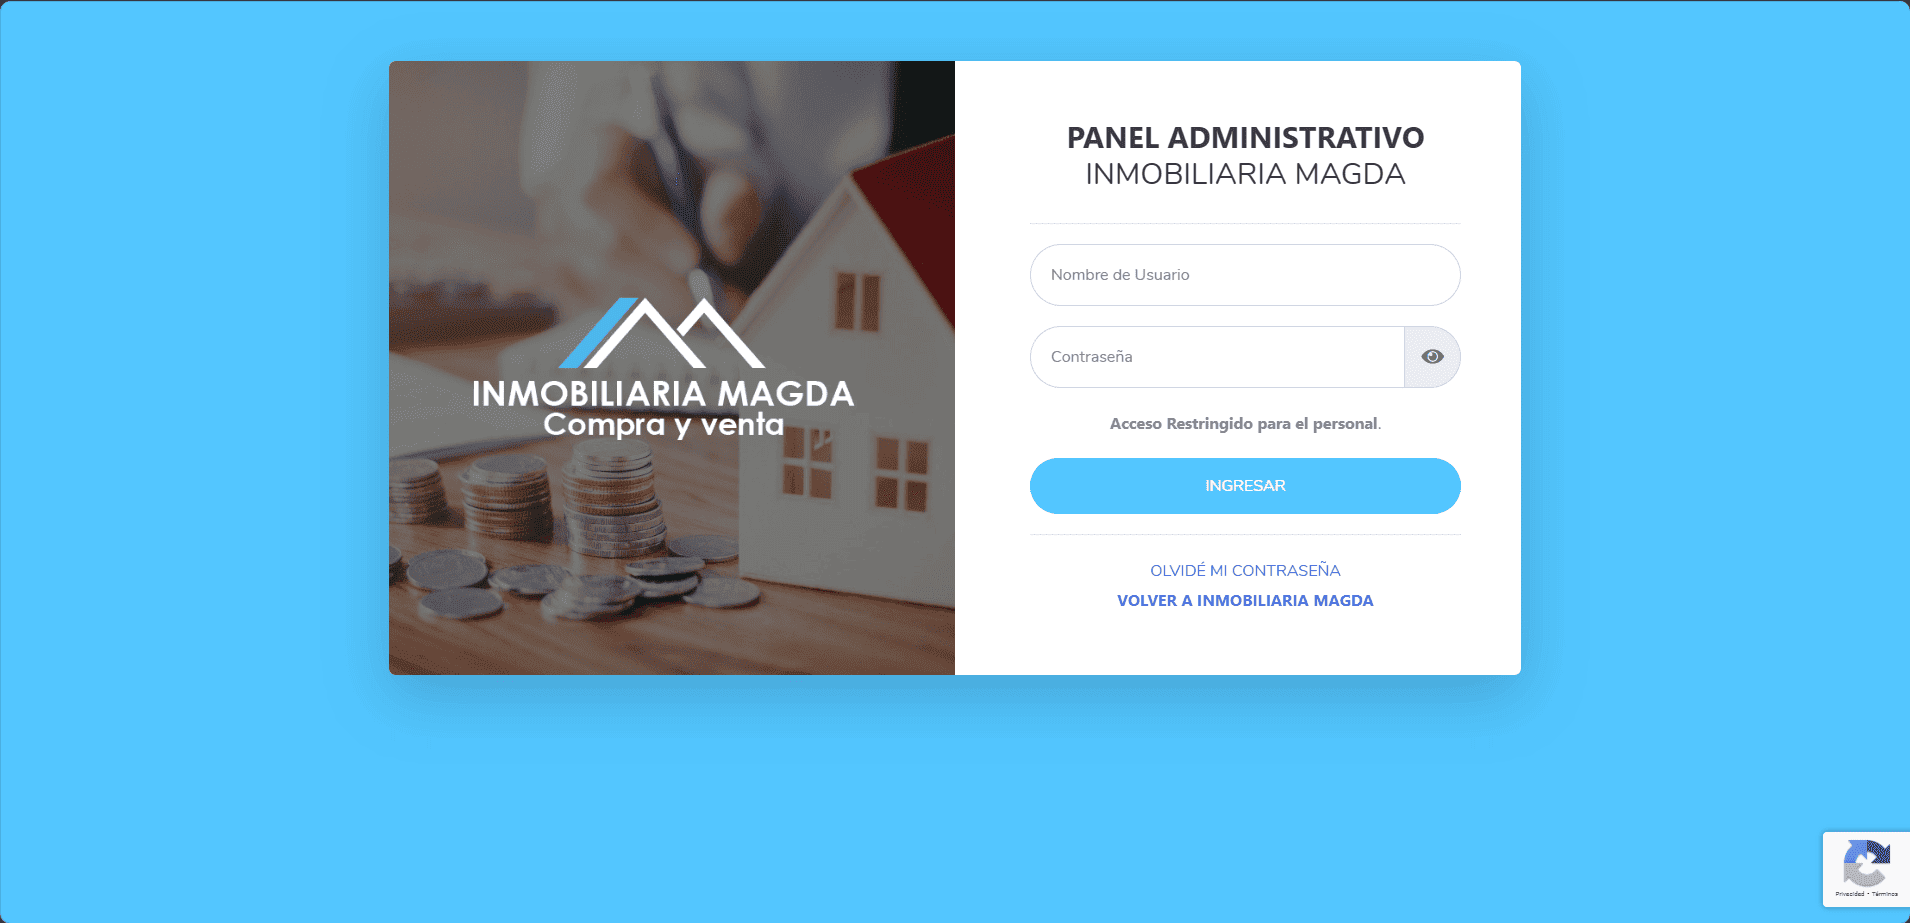 INMOBILIARIA MAGDA
Compra y venta
PANEL ADMINISTRATIVO
INMOBILIARIA MAGDA
Nombre de Usuario
Contraseña
Acceso Restringido para el personal.
INGRESAR
OLVIDÉ MI CONTRASEÑA
VOLVER A INMOBILIARIA MAGDA
Privacidad • Términos